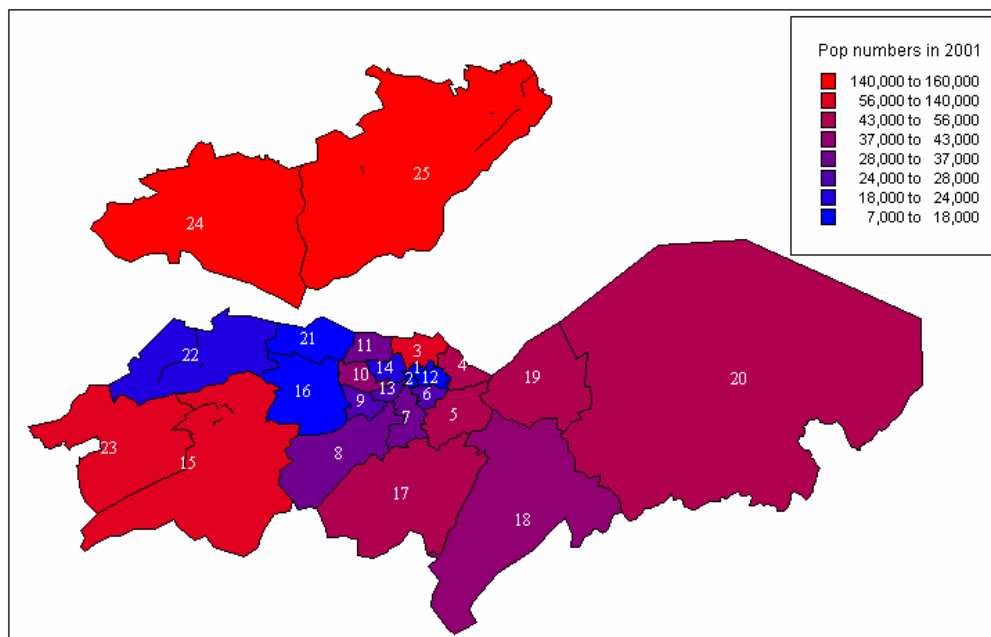 Pop numbers in 2001
140,000 to 160,000
56,000 to 140,000
43,000 to 56,000
37,000 to 43,000
28,000 to 37,000
24,000 to 28,000
18,000 to 24,000
7,000 to 18,000
25
24
21
11
3
22
14
1
4
10
2
12
19
20
16
13
6
9
5
7
23
15
8
17
18